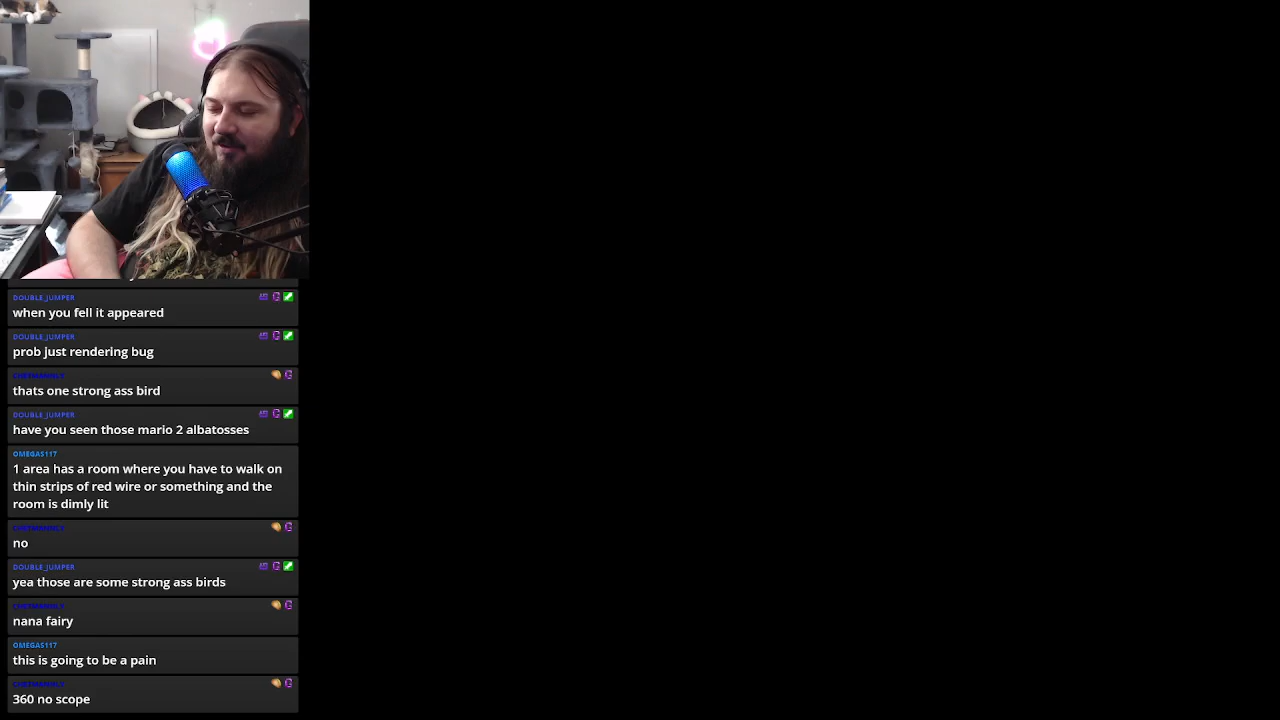 DOUBLE_JUMPER
when you fell it appeared
DOUBLE_JUMPER
prob just rendering bug
thats one strong ass bird
DOUBLE_JUMPER
have you seen those mario 2 albatosses
OMEGAS117
1 area has a room where you have to walk on
thin strips of red wire or something and the
room is dimly lit
no
DOUBLE_JUMPER
yea those are some strong ass birds
nana fairy
OMEGAS117
this is going to be a pain
360 no scope